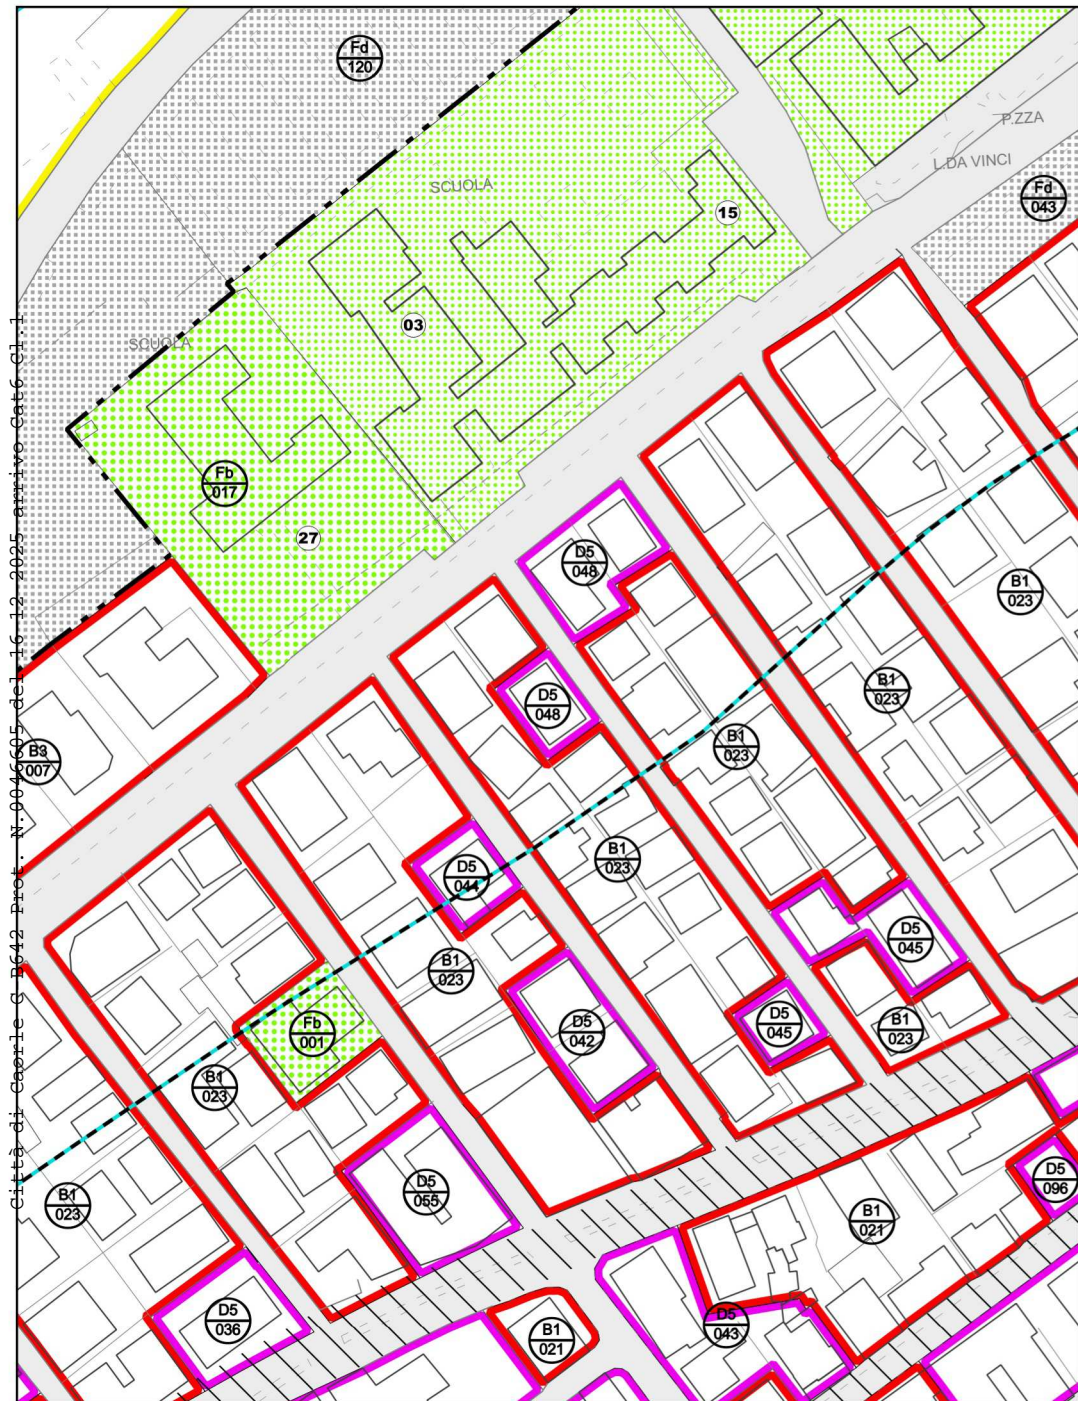 Fd
120
P.ZZA
L.DA VINCI
SCUOLA
Fd
043
15
03
SCUOLA
Fb
017
27
D5
048
B1
023
D5
048
B1
023
B1
023
B3
007
B1
023
D5
044
D5
045
B1
023
D5
045
B1
023
D5
042
Fb
001
B1
023
D5
055
D5
096
B1
023
B1
021
D5
036
D5
043
B1
021
Città di Caorle C_B642 Prot. N.0046605 del 16-12-2025 arrivo Cat6 Cl.1